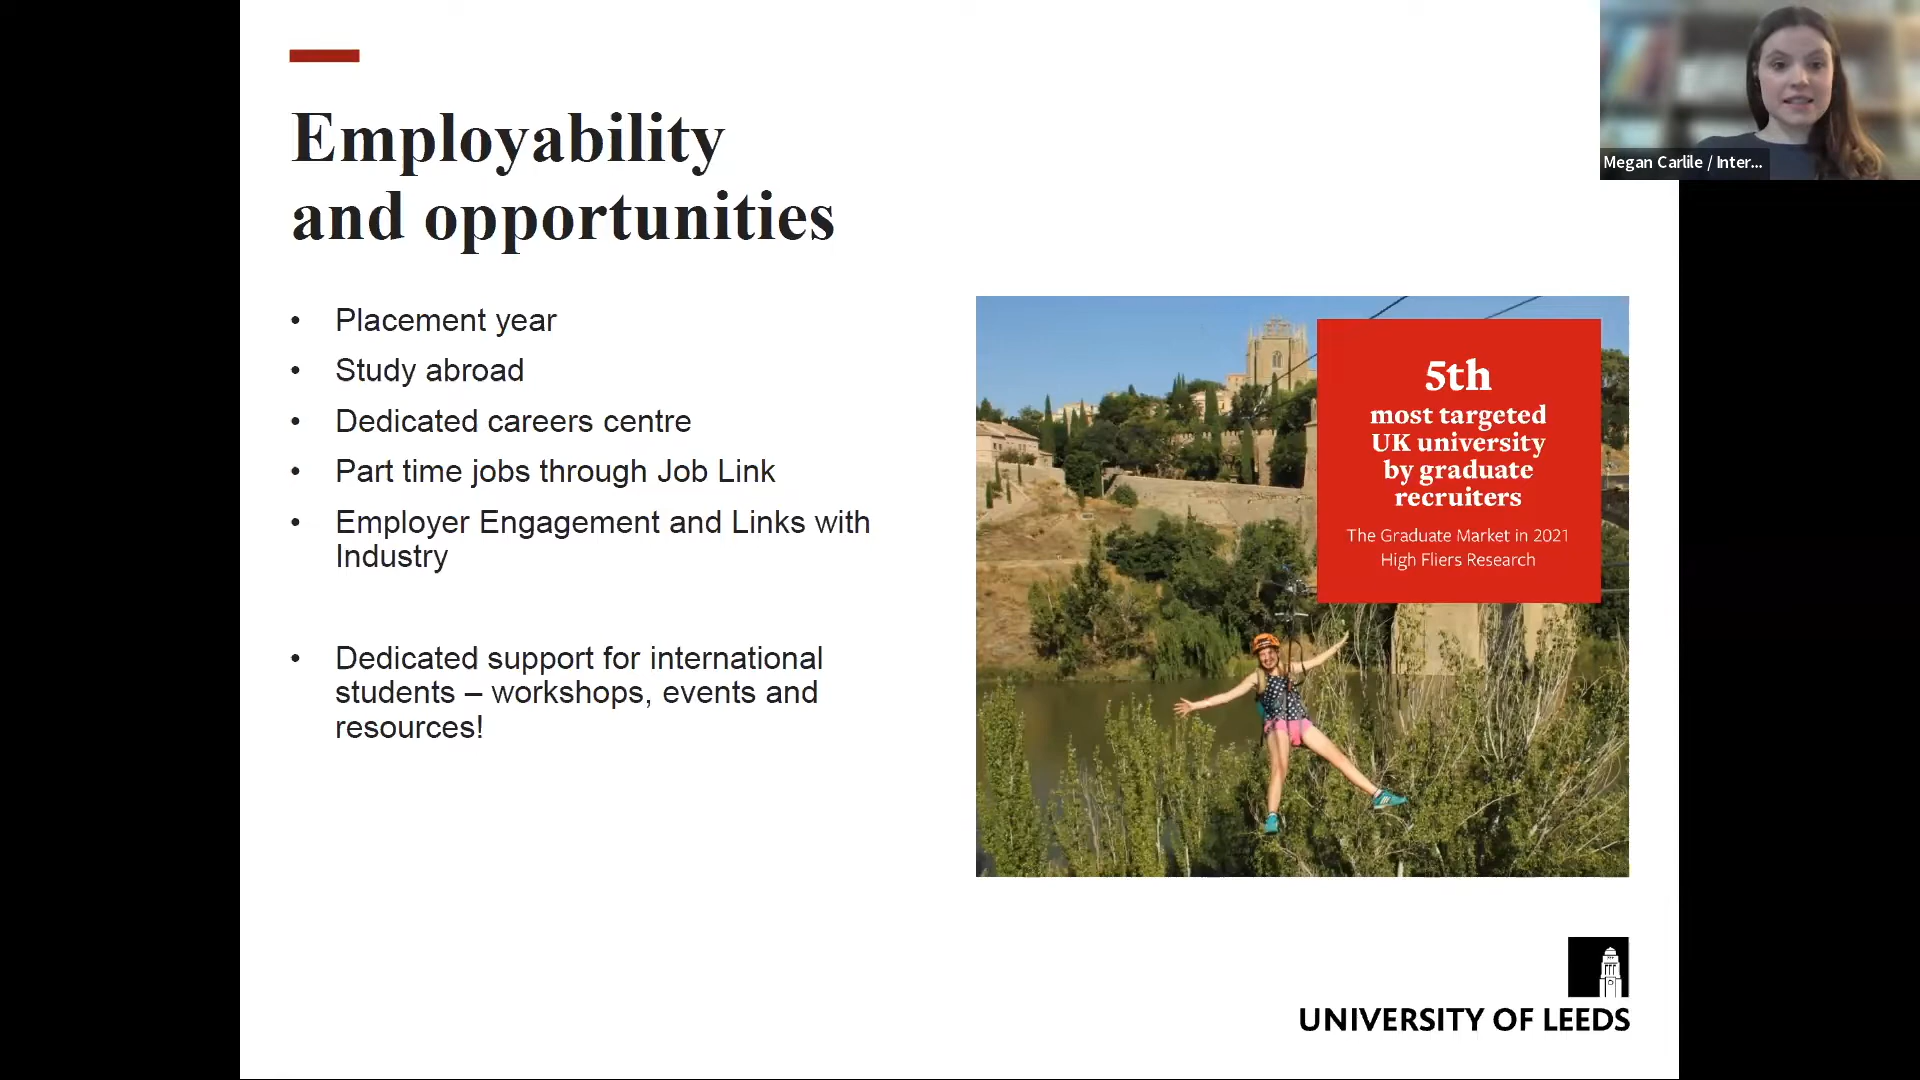 Employability
and opportunities
• Placement year
• Study abroad
• Dedicated careers centre
• Part time jobs through Job Link
• Employer Engagement and Links with
Industry
• Dedicated support for international
students – workshops, events and
resources!
5th
most targeted
UK university
by graduate
recruiters
The Graduate Market in 2021
High Fliers Research
UNIVERSITY OF LEEDS
Megan Carlile / Inter...